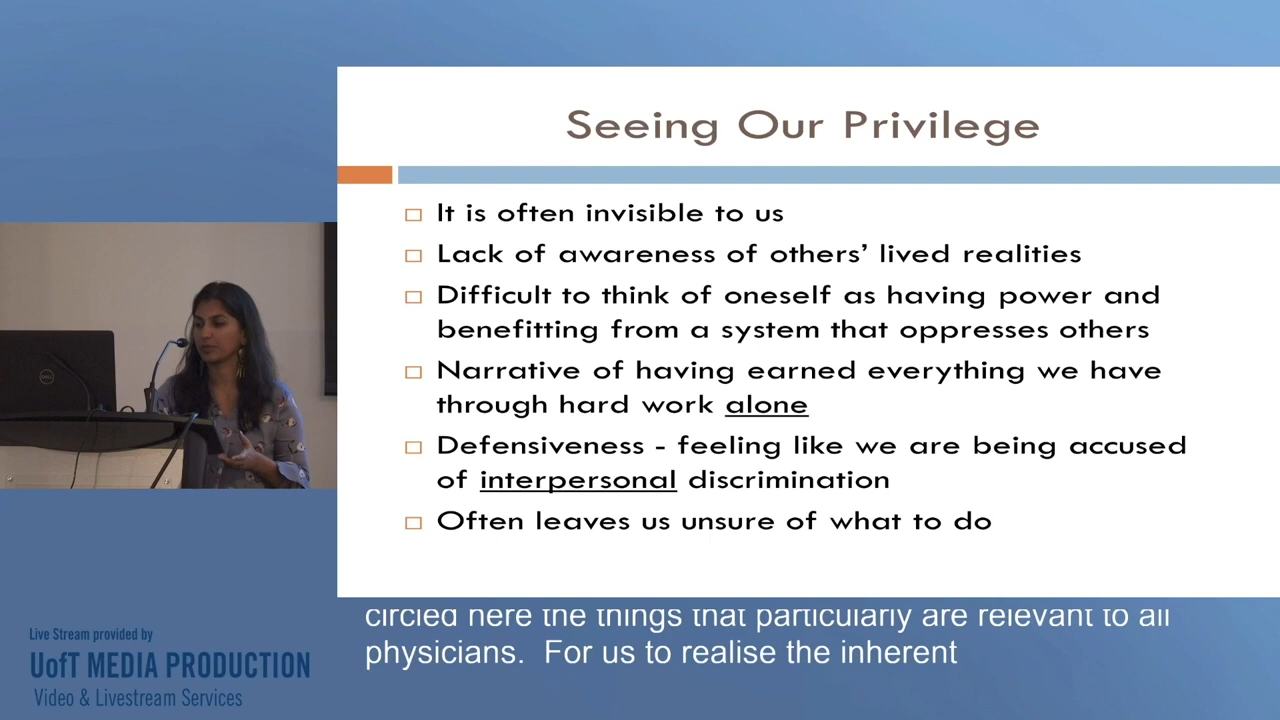 Seeing Our Privilege
It is often invisible to us
Lack of awareness of others’ lived realities
Difficult to think of oneself as having power and
benefitting from a system that oppresses others
Narrative of having earned everything we have
through hard work alone
Defensiveness - feeling like we are being accused
of interpersonal discrimination
Often leaves us unsure of what to do
circled here the things that particularly are relevant to all
physicians.  For us to realise the inherent
DELL
Live Stream provided by
UofT MEDIA PRODUCTION
Video & Livestream Services